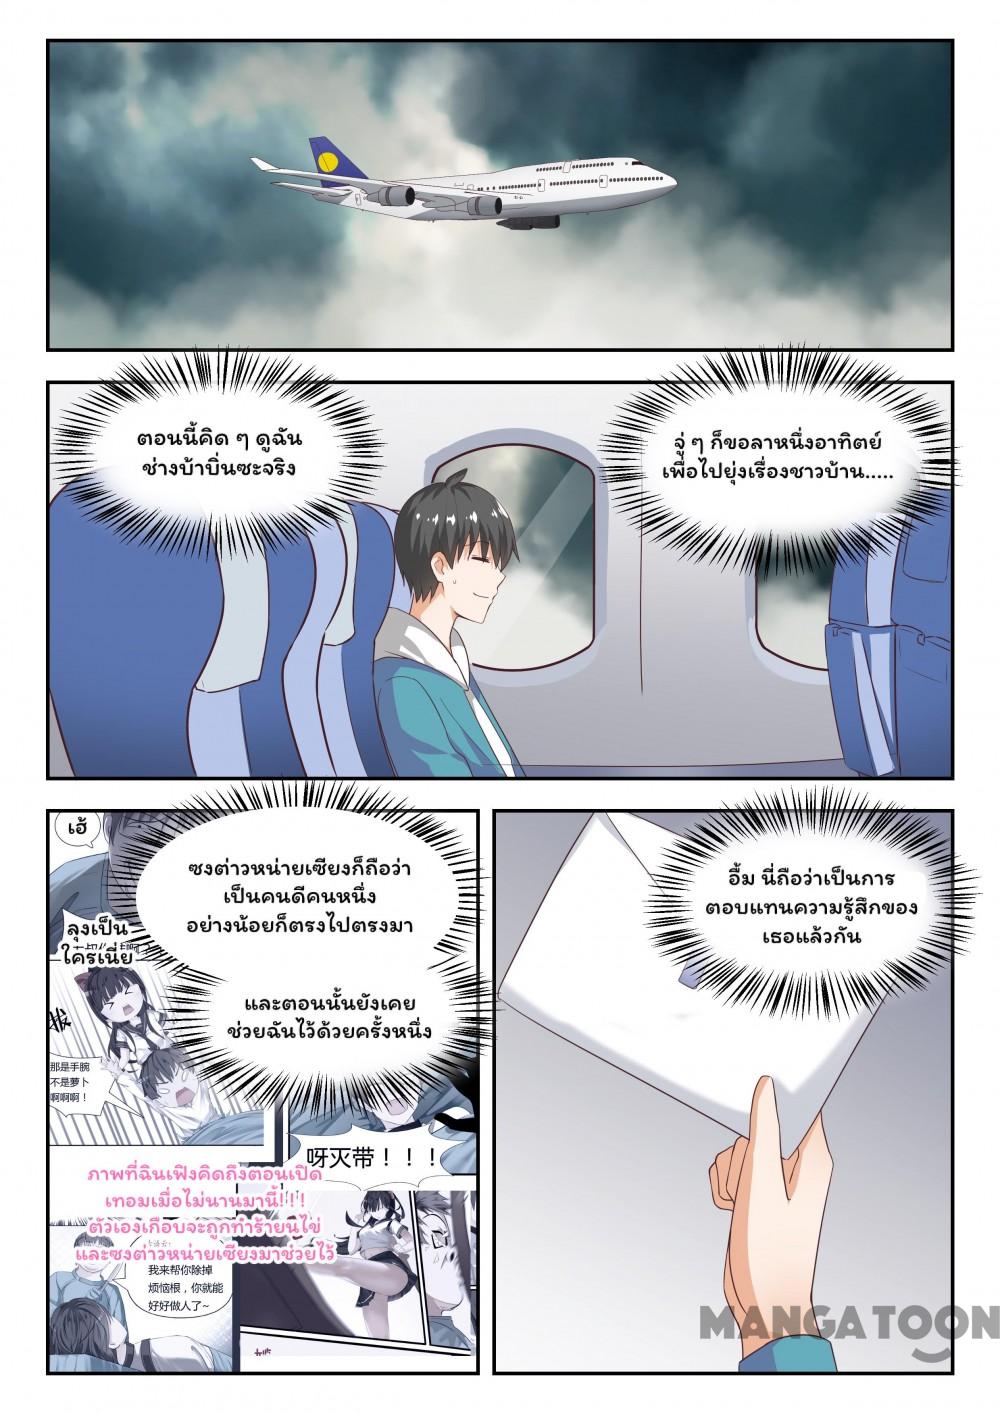 ตอนนี้คิด ๆ ดูฉัน
ช่างบ้าบิ่นซะจริง
จู่ ๆ ก็ขอลาหนึ่งอาทิตย์
เพื่อไปยุ่งเรื่องชาวบ้าน.....
เฮ้
ซงต่าวหน่ายเซียงก็ถือว่า
เป็นคนดีคนหนึ่ง
อย่างน้อยก็ตรงไปตรงมา
ลุงเป็น
ใครเนี่ย
และตอนนั้นยังเคย
ช่วยฉันไว้ด้วยครั้งหนึ่ง
那是手腕
不是萝卜
啊啊啊！
呀灭带！！！
ภาพที่ฉินเฟิงคิดถึงตอนเปิด
เทอมเมื่อไม่นานมานี้!!!
ตัวเองเกือบจะถูกทำร้ายนไข่
และซงต่าวหน่ายเซียงมาช่วยไว้
我来帮你除掉
烦恼根，你就能
好好做人了~
อื้ม นี่ถือว่าเป็นการ
ตอบแทนความรู้สึกของ
เธอแล้วกัน
MANGATOON